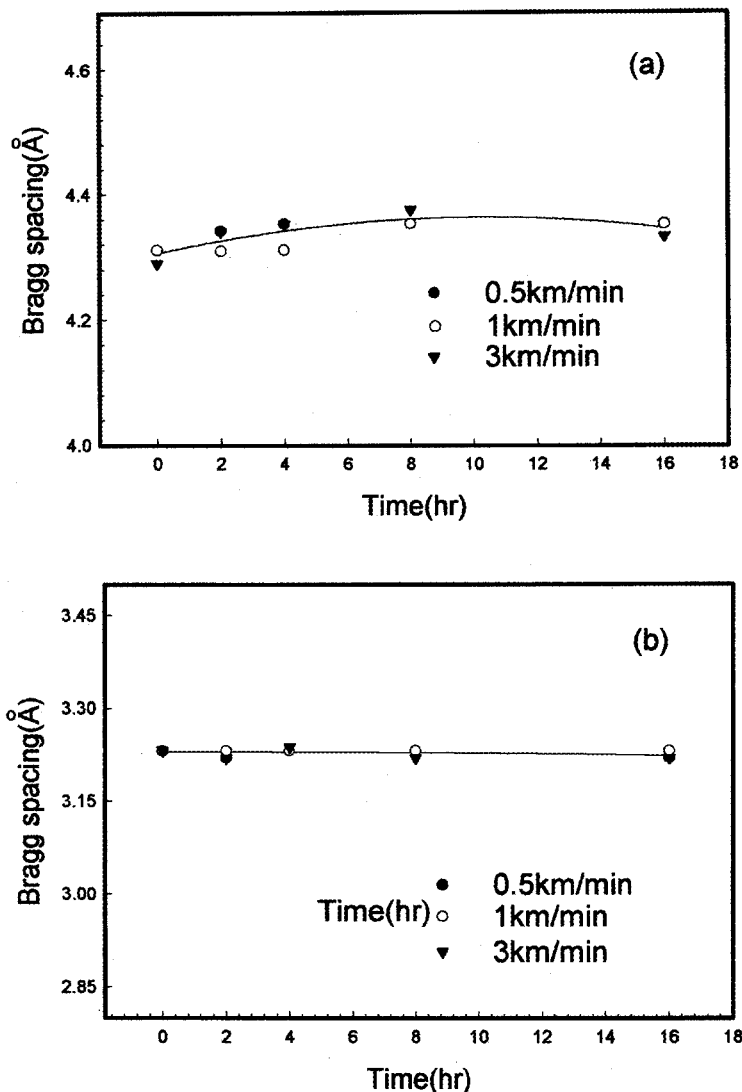 (a)
Bragg spacing(Å)
4.6
4.4
4.2
4.0
0.5km/min
1km/min
3km/min
0 2 4 6 8 10 12 14 16 18
Time(hr)
(b)
Bragg spacing(Å)
3.45
3.30
3.15
3.00
2.85
0.5km/min
Time(hr) 1km/min
3km/min
0 2 4 6 8 10 12 14 16 18
Time(hr)